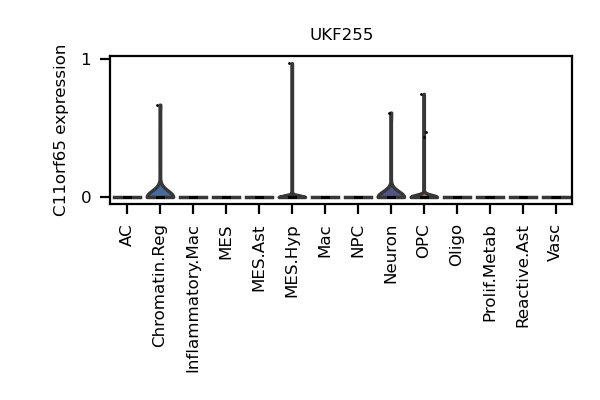 UKF255
C11orf65 expression
1
0
AC
Chromatin.Reg
Inflammatory.Mac
MES
MES.Ast
MES.Hyp
Mac
NPC
Neuron
OPC
Oligo
Prolif.Metab
Reactive.Ast
Vasc